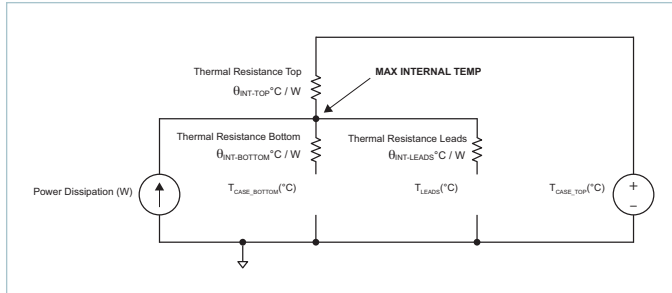 Thermal Resistance Top
θINT-TOP°C / W
MAX INTERNAL TEMP
Thermal Resistance Bottom
θINT-BOTTOM°C / W
Thermal Resistance Leads
θINT-LEADS°C / W
Power Dissipation (W)
TCASE_BOTTOM(°C)
TLEADS(°C)
TCASE_TOP(°C)
+
–